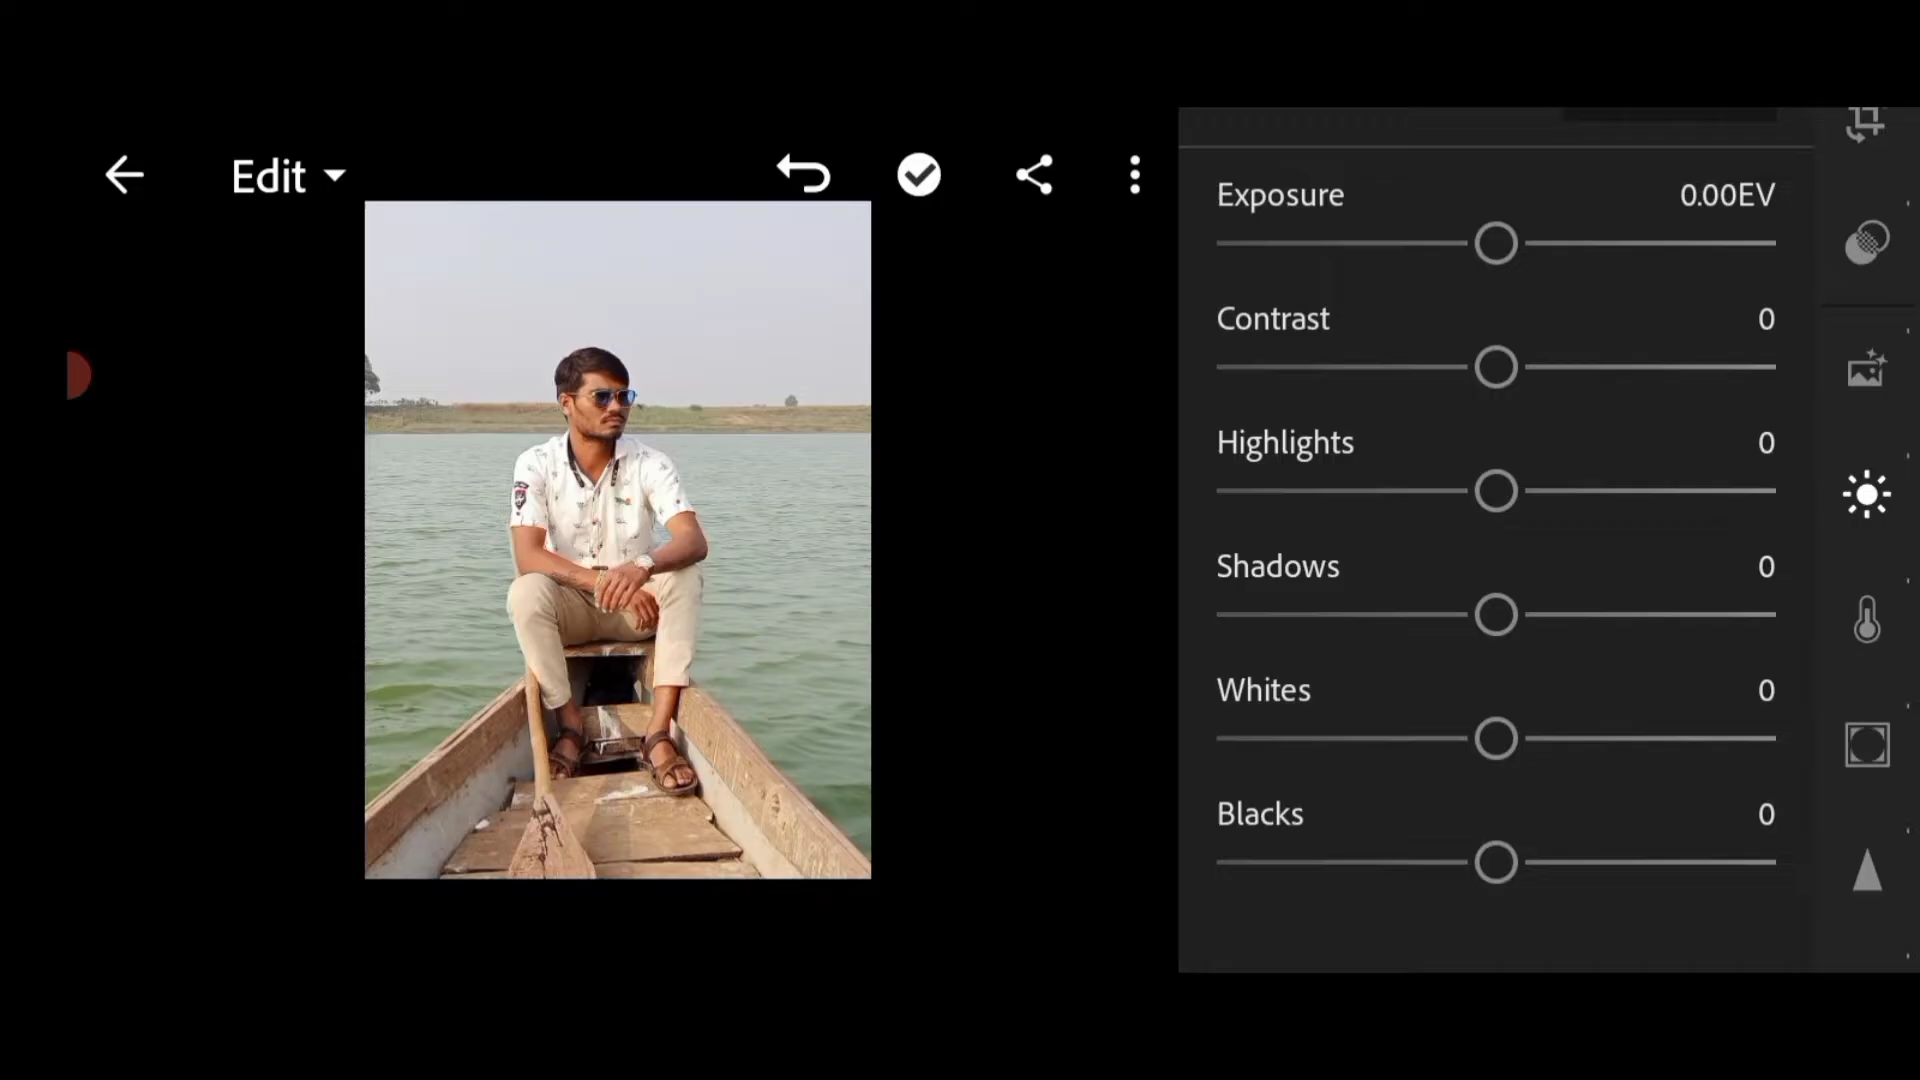 Edit
Exposure 0.00EV
Contrast 0
Highlights 0
Shadows 0
Whites 0
Blacks 0